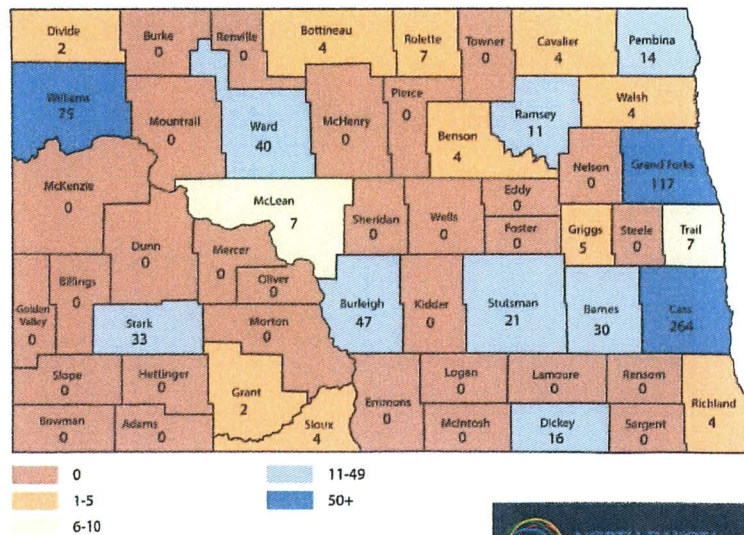 Divide
2
Burke
0
Renville
0
Bottineau
4
Rolette
7
Towner
0
Cavalier
4
Pembina
14
Williams
75
Mountrail
0
Ward
40
McHenry
0
Pierce
0
Benson
4
Ramsey
11
Walsh
4
Nelson
0
Grand Forks
117
McKenzie
0
McLean
7
Sheridan
0
Wells
0
Eddy
0
Foster
0
Griggs
5
Steele
0
Trail
7
Dunn
0
Mercer
0
Oliver
0
Billings
0
Golden
Valley
0
Stark
33
Morton
0
Burleigh
47
Kidder
0
Stutsman
21
Barnes
30
Cass
264
Slope
0
Hettinger
0
Grant
2
Emmons
0
Logan
0
Lamoure
0
Ransom
0
Richland
4
Bowman
0
Adams
0
Sioux
4
McIntosh
0
Dickey
16
Sargent
0
0
1-5
6-10
11-49
50+
NORTH DAKOTA